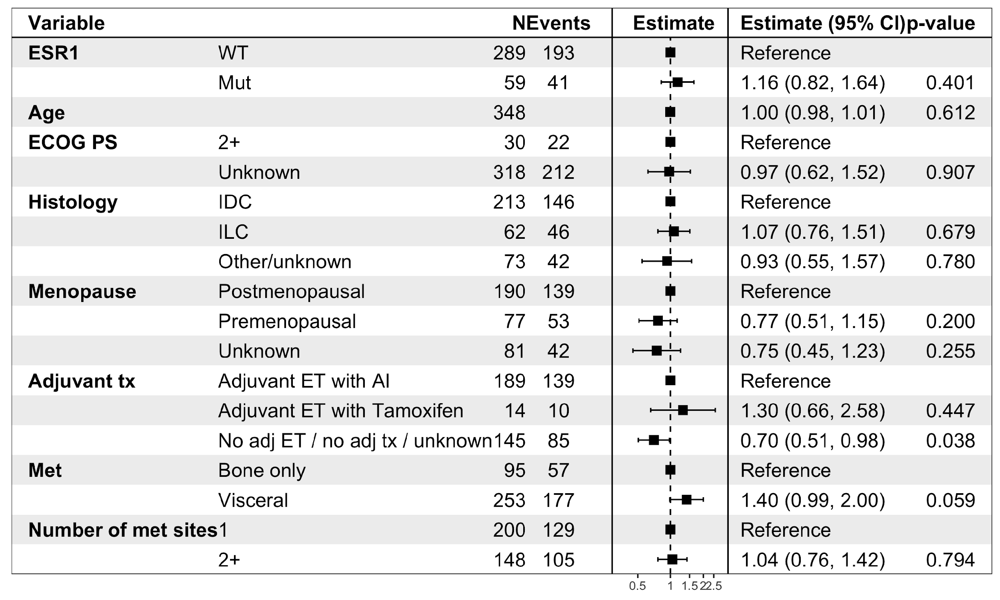 Variable NEvents Estimate Estimate (95% CI)p-value
ESR1 WT 289 193 Reference
Mut 59 41 1.16 (0.82, 1.64) 0.401
Age 348 1.00 (0.98, 1.01) 0.612
ECOG PS 2+ 30 22 Reference
Unknown 318 212 0.97 (0.62, 1.52) 0.907
Histology IDC 213 146 Reference
ILC 62 46 1.07 (0.76, 1.51) 0.679
Other/unknown 73 42 0.93 (0.55, 1.57) 0.780
Menopause Postmenopausal 190 139 Reference
Premenopausal 77 53 0.77 (0.51, 1.15) 0.200
Unknown 81 42 0.75 (0.45, 1.23) 0.255
Adjuvant tx Adjuvant ET with AI 189 139 Reference
Adjuvant ET with Tamoxifen 14 10 1.30 (0.66, 2.58) 0.447
No adj ET / no adj tx / unknown 145 85 0.70 (0.51, 0.98) 0.038
Met Bone only 95 57 Reference
Visceral 253 177 1.40 (0.99, 2.00) 0.059
Number of met sites 1 200 129 Reference
2+ 148 105 1.04 (0.76, 1.42) 0.794
0.5 1 1.5 2 2.5